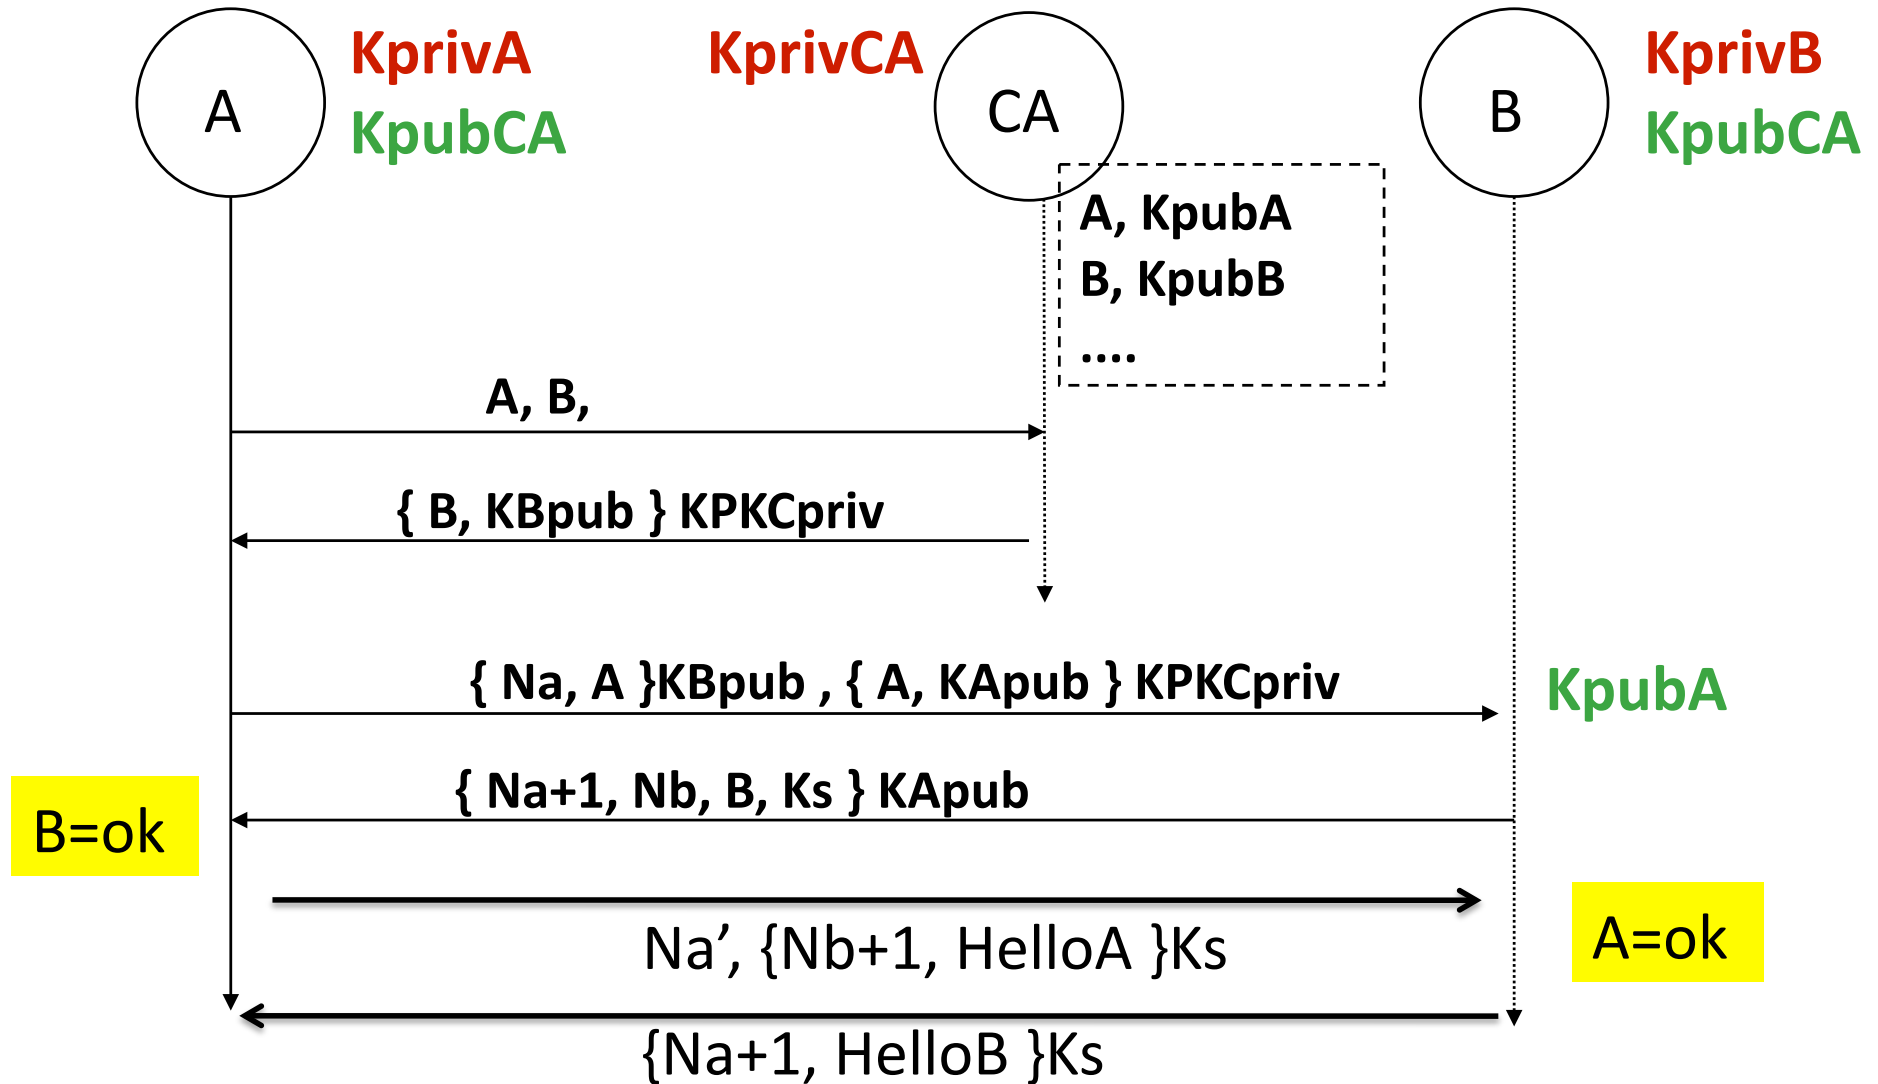 A
KprivA
KpubCA
KprivCA
CA
B
KprivB
KpubCA
A, KpubA
B, KpubB
....
A, B,
{ B, KBpub } KPKCpriv
{ Na, A }KBpub , { A, KApub } KPKCpriv
KpubA
{ Na+1, Nb, B, Ks } KApub
B=ok
Na’, {Nb+1, HelloA }Ks
A=ok
{Na+1, HelloB }Ks